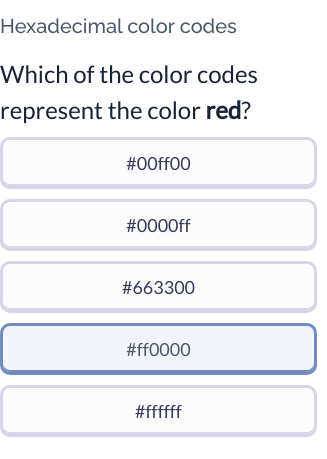 Hexadecimal color codes
Which of the color codes
represent the color red?
#00ff00
#0000ff
#663300
#ff0000
#ffffff